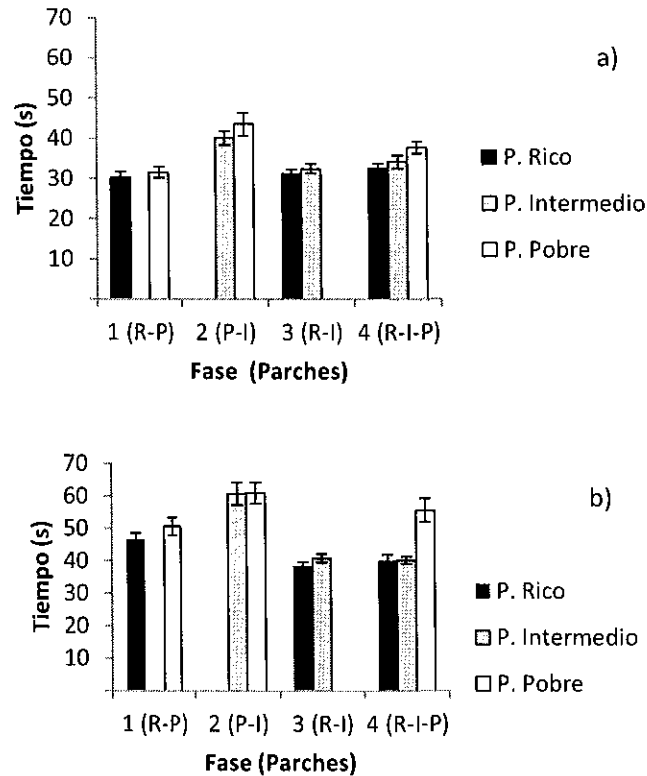 70
60
50
40
30
20
10
Tiempo (s)
a)
P. Rico
P. Intermedio
P. Pobre
1 (R-P) 2 (P-I) 3 (R-I) 4 (R-I-P)
Fase (Parches)
70
60
50
40
30
20
10
Tiempo (s)
b)
P. Rico
P. Intermedio
P. Pobre
1 (R-P) 2 (P-I) 3 (R-I) 4 (R-I-P)
Fase (Parches)